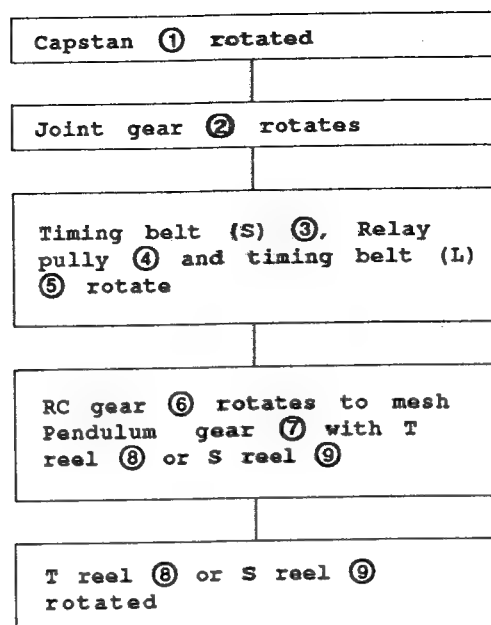 Capstan ① rotated
Joint gear ② rotates
Timing belt (S) ③, Relay
pully ④ and timing belt (L)
⑤ rotate
RC gear ⑥ rotates to mesh
Pendulum gear ⑦ with T
reel ⑧ or S reel ⑨
T reel ⑧ or S reel ⑨
rotated